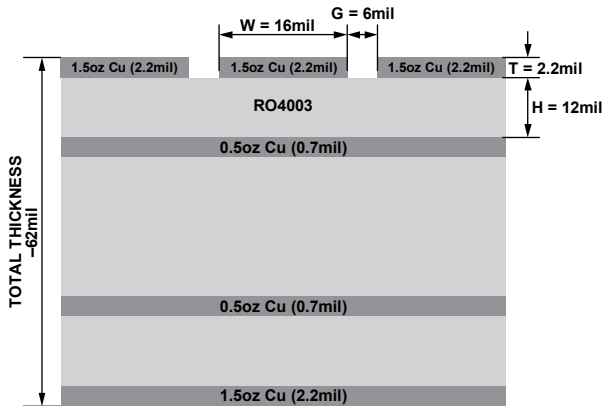 G = 6mil
W = 16mil
1.5oz Cu (2.2mil)
1.5oz Cu (2.2mil)
1.5oz Cu (2.2mil)
T = 2.2mil
RO4003
H = 12mil
0.5oz Cu (0.7mil)
TOTAL THICKNESS
–62mil
0.5oz Cu (0.7mil)
1.5oz Cu (2.2mil)